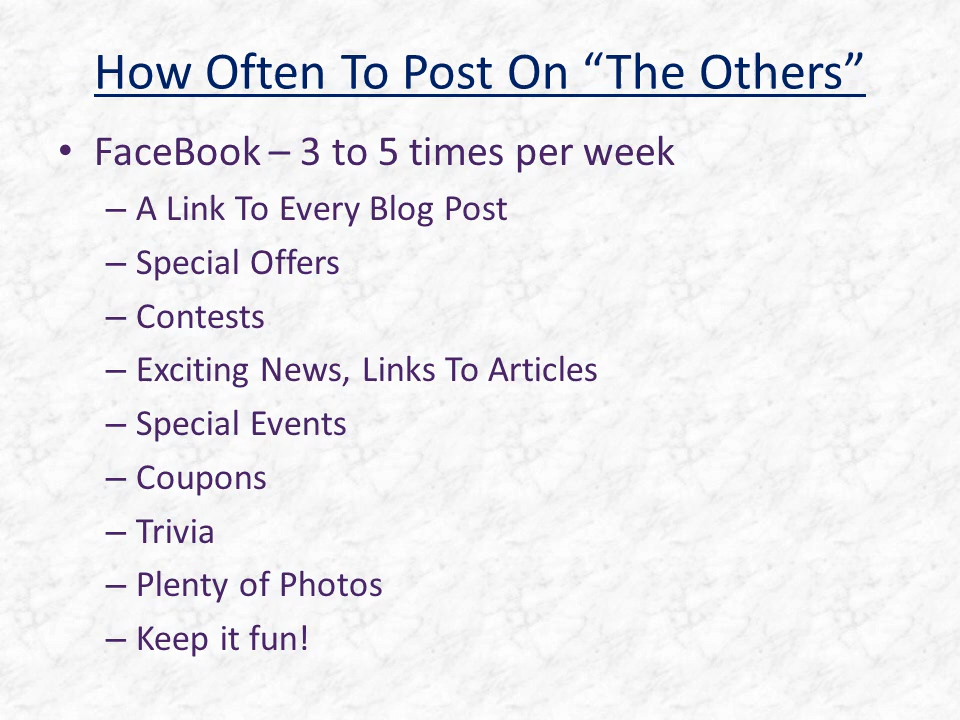 How Often To Post On “The Others”
• FaceBook – 3 to 5 times per week
– A Link To Every Blog Post
– Special Offers
– Contests
– Exciting News, Links To Articles
– Special Events
– Coupons
– Trivia
– Plenty of Photos
– Keep it fun!